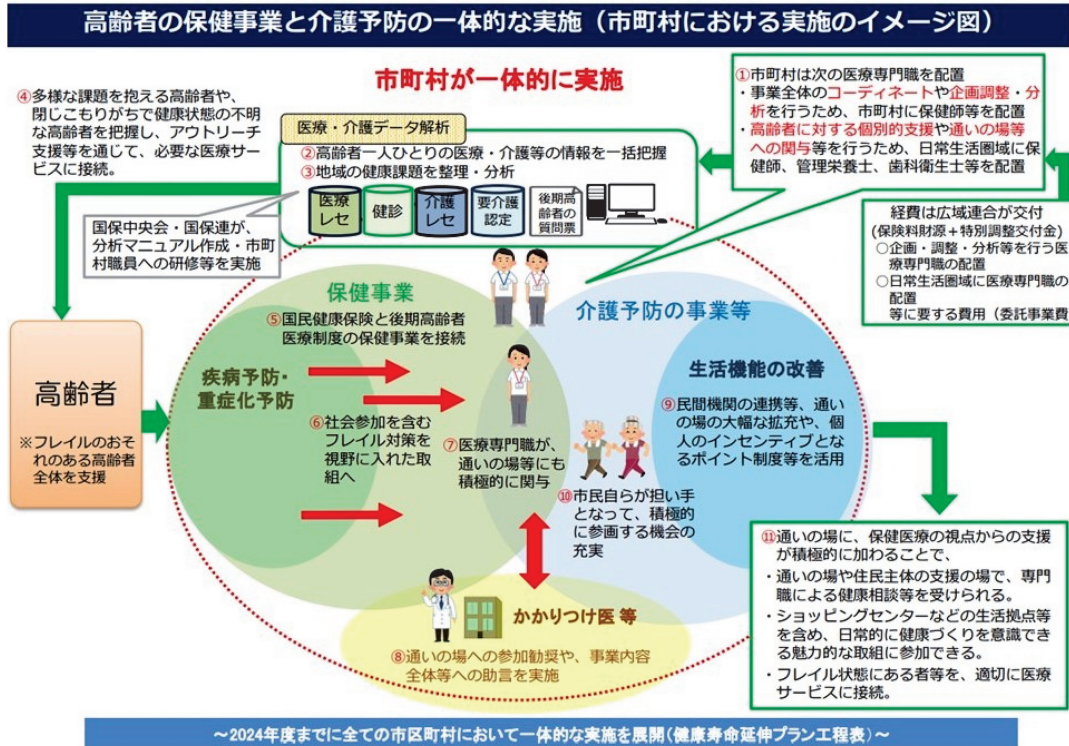 高齢者の保健事業と介護予防の一体的な実施（市町村における実施のイメージ図）
市町村が一体的に実施
④多様な課題を抱える高齢者や、
閉じこもりがちで健康状態の不明
な高齢者を把握し、アウトリーチ
支援等を通じて、必要な医療サー
ビスに接続。
医療・介護データ解析
②高齢者一人ひとりの医療・介護等の情報を一括把握
③地域の健康課題を整理・分析
医療
レセ
健診
介護
レセ
要介護
認定
後期高
齢者の
質問票
①市町村は次の医療専門職を配置
・事業全体のコーディネートや企画調整・分
析を行うため、市町村に保健師等を配置
・高齢者に対する個別的支援や通いの場等
への関与等を行うため、日常生活圏域に保
健師、管理栄養士、歯科衛生士等を配置
国保中央会・国保連が、
分析マニュアル作成・市町
村職員への研修等を実施
経費は広域連合が交付
(保険料財源＋特別調整交付金)
○企画・調整・分析等を行う医
療専門職の配置
○日常生活圏域に医療専門職の
配置
等に要する費用（委託事業費
高齢者
※フレイルのおそ
れのある高齢者
全体を支援
保健事業
⑤国民健康保険と後期高齢者
医療制度の保健事業を接続
疾病予防・
重症化予防
⑥社会参加を含む
フレイル対策を
視野に入れた取
組へ
⑦医療専門職が、
通いの場等にも
積極的に関与
介護予防の事業等
生活機能の改善
⑨民間機関の連携等、通い
の場の大幅な拡充や、個
人のインセンティブとな
るポイント制度等を活用
⑩市民自らが担い手
となって、積極的
に参画する機会の
充実
かかりつけ医 等
⑧通いの場への参加勧奨や、事業内容
全体等への助言を実施
⑪通いの場に、保健医療の視点からの支援
が積極的に加わることで、
・通いの場や住民主体の支援の場で、専門
職による健康相談等を受けられる。
・ショッピングセンターなどの生活拠点等
を含め、日常的に健康づくりを意識でき
る魅力的な取組に参加できる。
・フレイル状態にある者等を、適切に医療
サービスに接続。
～2024年度までに全ての市区町村において一体的な実施を展開(健康寿命延伸プラン工程表)～